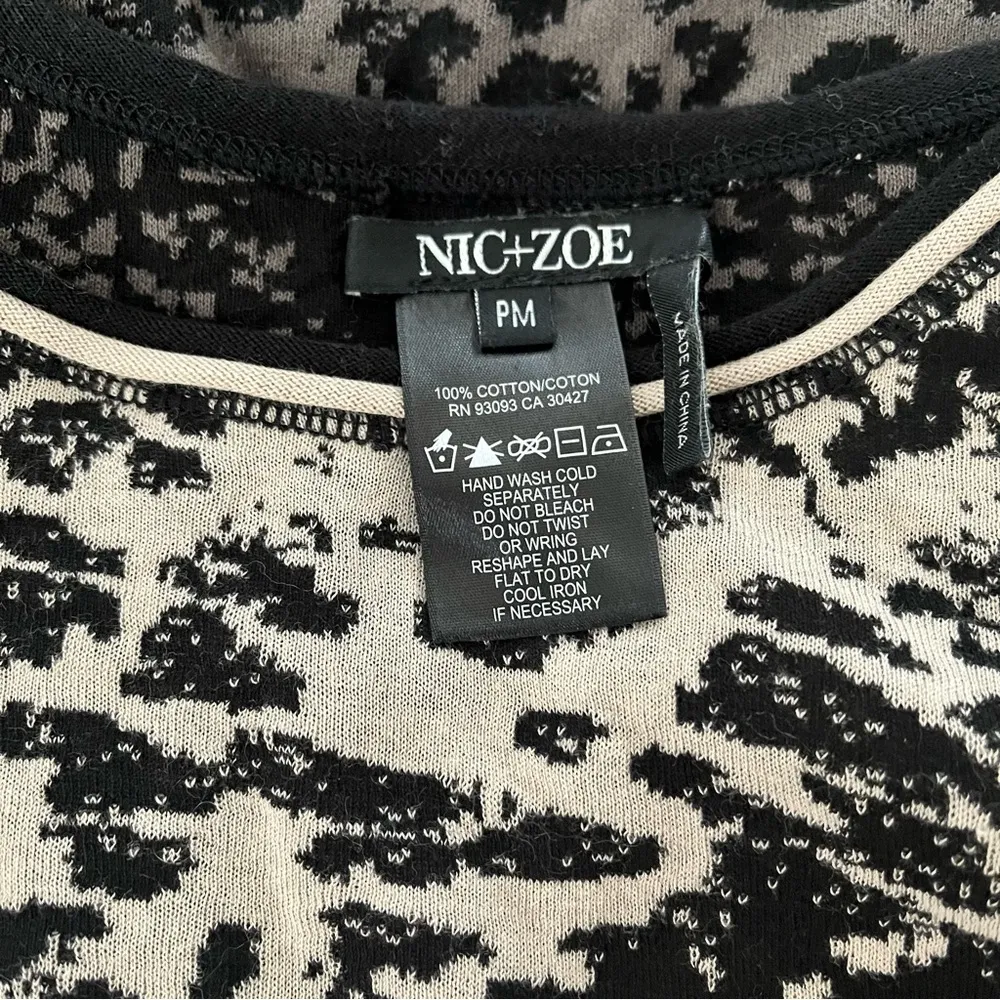 NIC+ZOE
PM
MADE IN CHINA
100% COTTON/COTON
RN 93093 CA 30427
HAND WASH COLD
SEPARATELY
DO NOT BLEACH
DO NOT TWIST
OR WRING
RESHAPE AND LAY
FLAT TO DRY
COOL IRON
IF NECESSARY